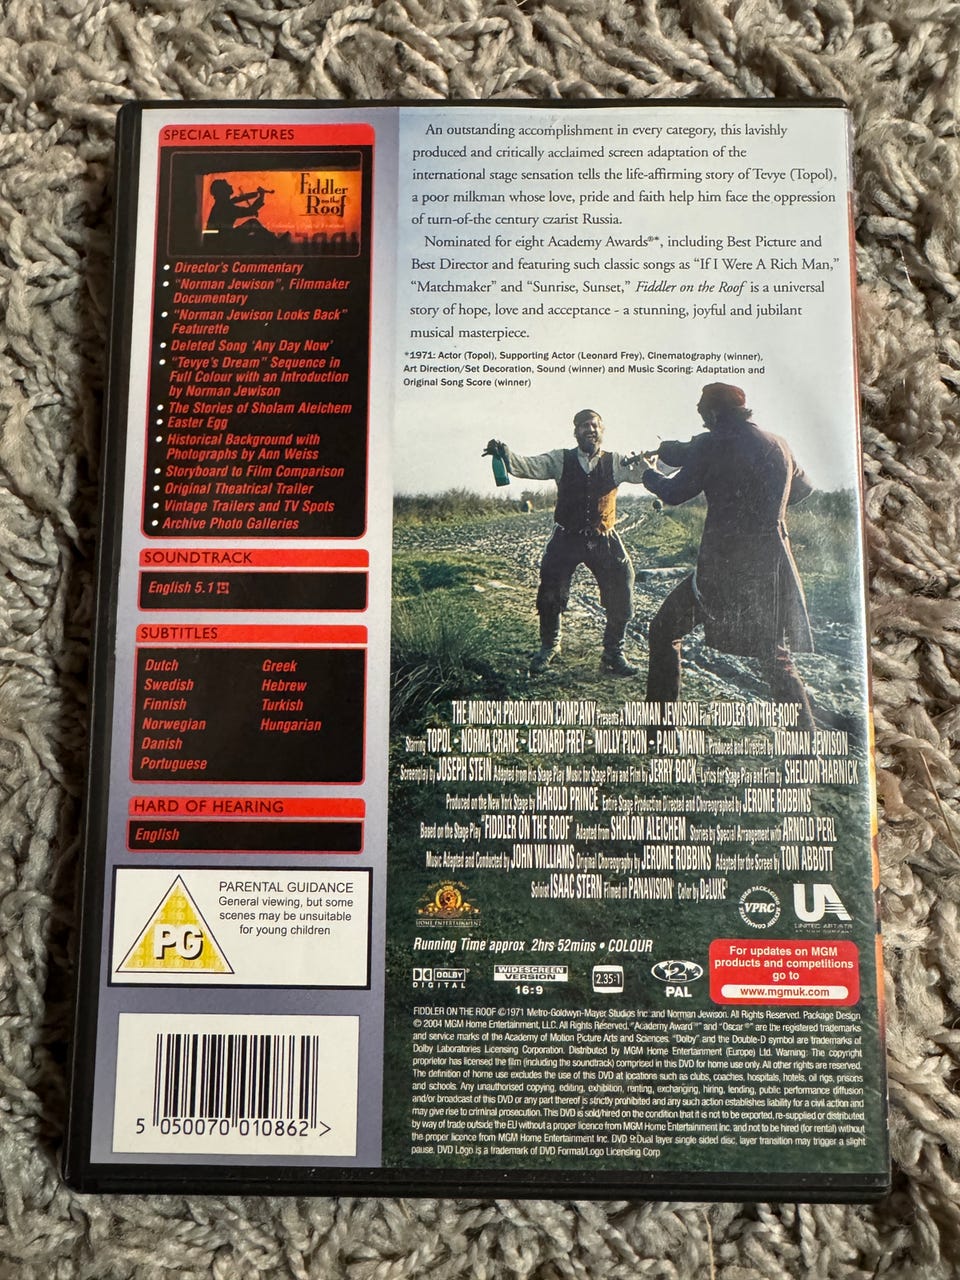 SPECIAL FEATURES
Fiddler
on the
Roof
• Director's Commentary
• "Norman Jewison", Filmmaker
Documentary
• "Norman Jewison Looks Back"
Featurette
• Deleted Song 'Any Day Now'
• "Tevye's Dream" Sequence in
Full Colour with an Introduction
by Norman Jewison
• The Stories of Sholam Aleichem
• Easter Egg
• Historical Background with
Photographs by Ann Weiss
• Storyboard to Film Comparison
• Original Theatrical Trailer
• Vintage Trailers and TV Spots
• Archive Photo Galleries
SOUNDTRACK
English 5.1
SUBTITLES
Dutch Greek
Swedish Hebrew
Finnish Turkish
Norwegian Hungarian
Danish
Portuguese
HARD OF HEARING
English
PG
PARENTAL GUIDANCE
General viewing, but some
scenes may be unsuitable
for young children
5 050070 010862 >
An outstanding accomplishment in every category, this lavishly
produced and critically acclaimed screen adaptation of the
international stage sensation tells the life-affirming story of Tevye (Topol),
a poor milkman whose love, pride and faith help him face the oppression
of turn-of-the century czarist Russia.
Nominated for eight Academy Awards®*, including Best Picture and
Best Director and featuring such classic songs as "If I Were A Rich Man,"
"Matchmaker" and "Sunrise, Sunset," Fiddler on the Roof is a universal
story of hope, love and acceptance - a stunning, joyful and jubilant
musical masterpiece.
*1971: Actor (Topol), Supporting Actor (Leonard Frey), Cinematography (winner),
Art Direction/Set Decoration, Sound (winner) and Music Scoring: Adaptation and
Original Song Score (winner)
THE MIRISCH PRODUCTION COMPANY Presents A NORMAN JEWISON Film "FIDDLER ON THE ROOF"
Starring TOPOL • NORMA CRANE • LEONARD FREY • MOLLY PICON • PAUL MANN Produced and Directed by NORMAN JEWISON
Screenplay by JOSEPH STEIN Adapted from his Stage Play Music for Stage Play and Film by JERRY BOCK Lyrics for Stage Play and Film by SHELDON HARNICK
Produced on the New York Stage by HAROLD PRINCE Entire Stage Production Directed and Choreographed by JEROME ROBBINS
Based on the Stage Play "FIDDLER ON THE ROOF" Adapted from SHOLOM ALEICHEM Stories by Special Arrangement with ARNOLD PERL
Music Adapted and Conducted by JOHN WILLIAMS Original Choreography by JEROME ROBBINS Adapted for the Screen by TOM ABBOTT
Soloist ISAAC STERN Filmed in PANAVISION® Color by DeLUXE®
HOME ENTERTAINMENT
VIDEO PACKAGING REVIEW COMMITTEE
VPRC
UA
UNITED ARTISTS
Running Time approx 2hrs 52mins • COLOUR
DOLBY
DIGITAL
WIDESCREEN
VERSION
16:9
2.35:1
2
PAL
For updates on MGM
products and competitions
go to
www.mgmuk.com
FIDDLER ON THE ROOF ©1971 Metro-Goldwyn-Mayer Studios Inc. and Norman Jewison. All Rights Reserved. Package Design
© 2004 MGM Home Entertainment, LLC. All Rights Reserved. "Academy Award®" and "Oscar®" are the registered trademarks
and service marks of the Academy of Motion Picture Arts and Sciences. "Dolby" and the Double-D symbol are trademarks of
Dolby Laboratories Licensing Corporation. Distributed by MGM Home Entertainment (Europe) Ltd. Warning: The copyright
proprietor has licensed the film (including the soundtrack) comprised in this DVD for home use only. All other rights are reserved.
The definition of home use excludes the use of this DVD at locations such as clubs, coaches, hospitals, hotels, oil rigs, prisons
and schools. Any unauthorised copying, editing, exhibition, renting, exchanging, hiring, lending, public performance diffusion
and/or broadcast of this DVD or any part thereof is strictly prohibited and any such action establishes liability for a civil action and
may give rise to criminal prosecution. This DVD is sold/hired on the condition that it is not to be exported, re-supplied or distributed
by way of trade outside the EU without a proper licence from MGM Home Entertainment Inc. and not to be hired (or rental) without
the proper licence from MGM Home Entertainment Inc. DVD 9:Dual layer single sided disc, layer transition may trigger a slight
pause. DVD Logo is a trademark of DVD Format/Logo Licensing Corp